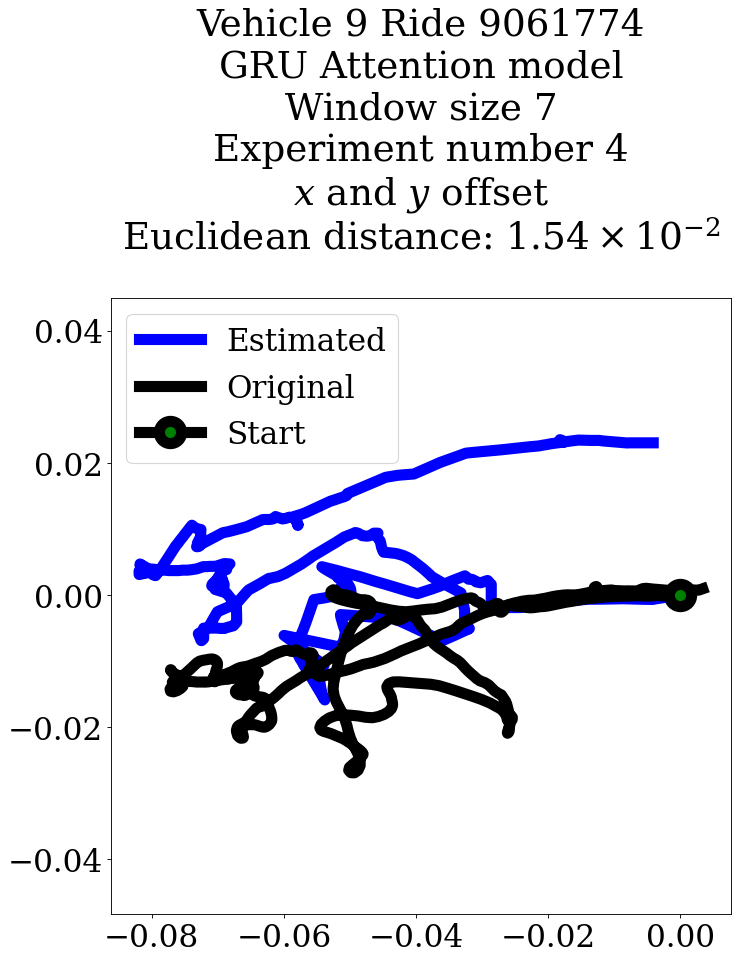 Vehicle 9 Ride 9061774
GRU Attention model
Window size 7
Experiment number 4
x and y offset
Euclidean distance: 1.54 × 10⁻²
Estimated
Original
Start
0.04
0.02
0.00
−0.02
−0.04
−0.08
−0.06
−0.04
−0.02
0.00